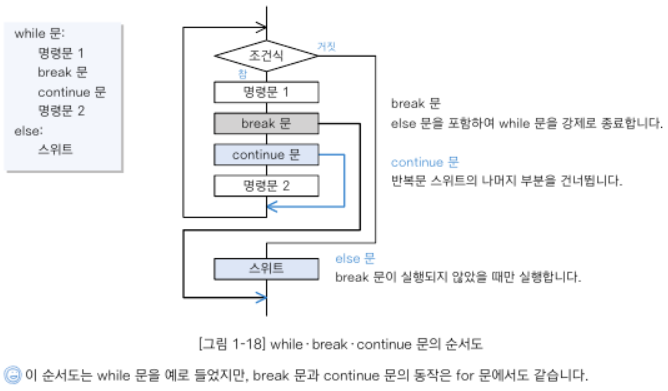 while 문:
명령문 1
break 문
continue 문
명령문 2
else:
스위트
조건식
거짓
참
명령문 1
break 문
continue 문
명령문 2
스위트
break 문
else 문을 포함하여 while 문을 강제로 종료합니다.
continue 문
반복문 스위트의 나머지 부분을 건너뜁니다.
else 문
break 문이 실행되지 않았을 때만 실행합니다.
[그림 1-18] while·break·continue 문의 순서도
이 순서도는 while 문을 예로 들었지만, break 문과 continue 문의 동작은 for 문에서도 같습니다.